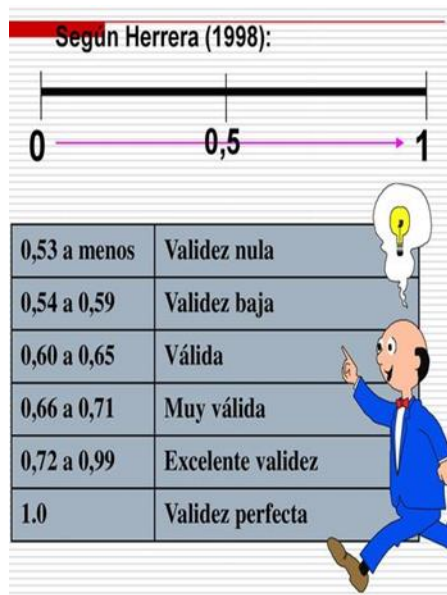 Según Herrera (1998):
0 0,5 1
0,53 a menos Validez nula
0,54 a 0,59 Validez baja
0,60 a 0,65 Válida
0,66 a 0,71 Muy válida
0,72 a 0,99 Excelente validez
1.0 Validez perfecta